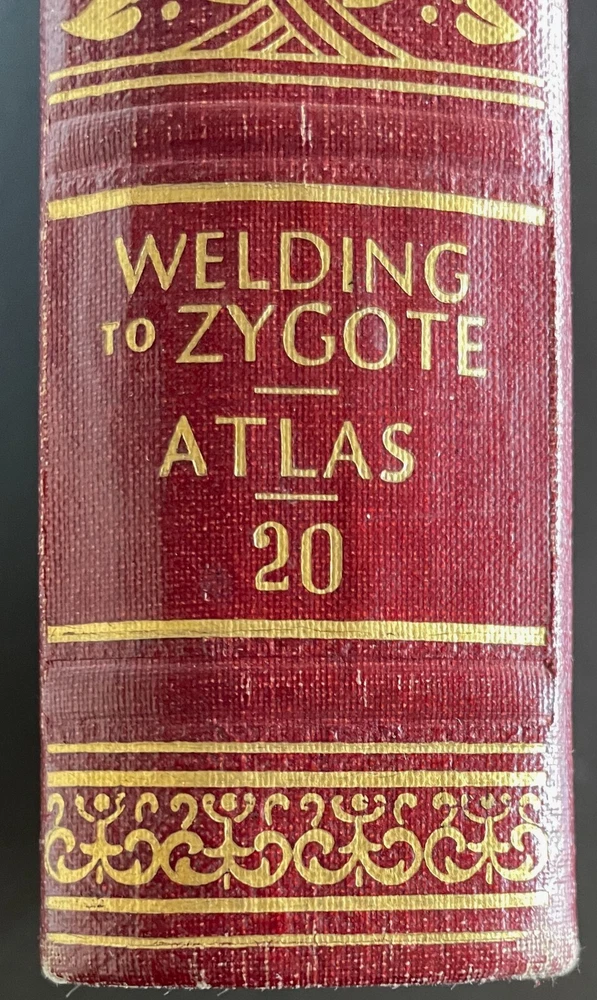 WELDING
TO ZYGOTE
ATLAS
20